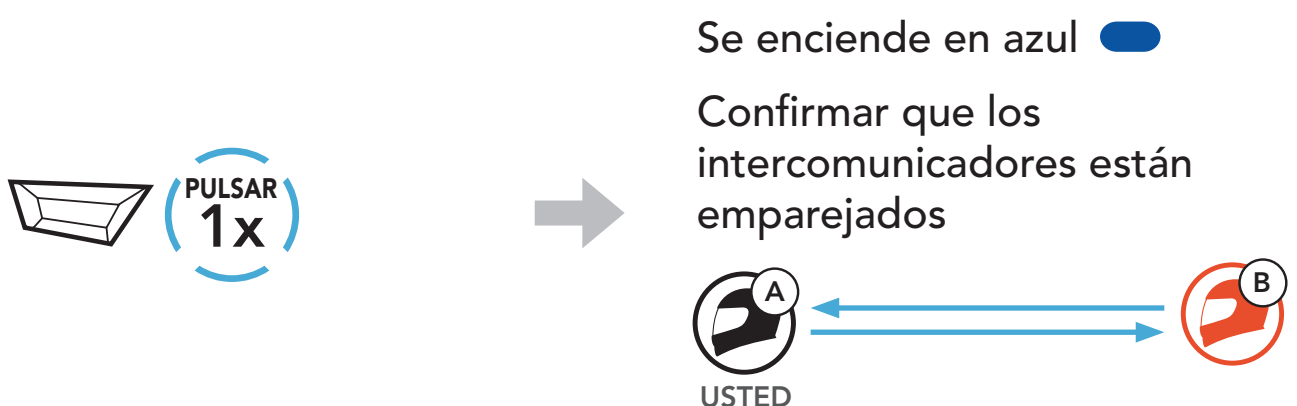 Se enciende en azul
Confirmar que los
intercomunicadores están
emparejados
PULSAR
1x
A
B
USTED